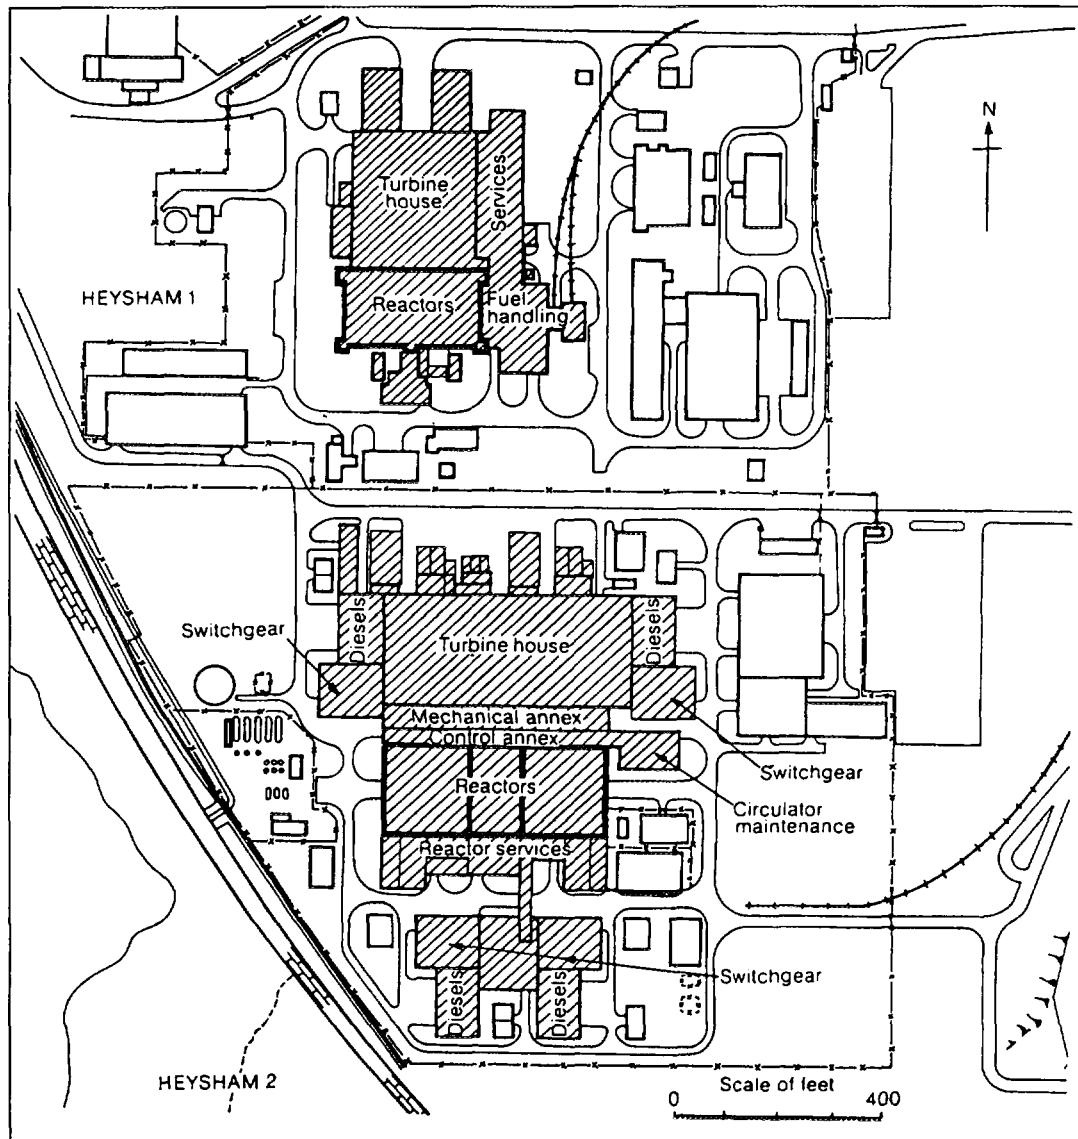 N
Turbine
house
Services
HEYSHAM 1
Reactors
Fuel
handling
Switchgear
Diesels
Turbine house
Diesels
Mechanical annex
Control annex
Switchgear
Reactors
Circulator
maintenance
Reactor services
Switchgear
Diesels
Diesels
HEYSHAM 2
Scale of feet
0 400